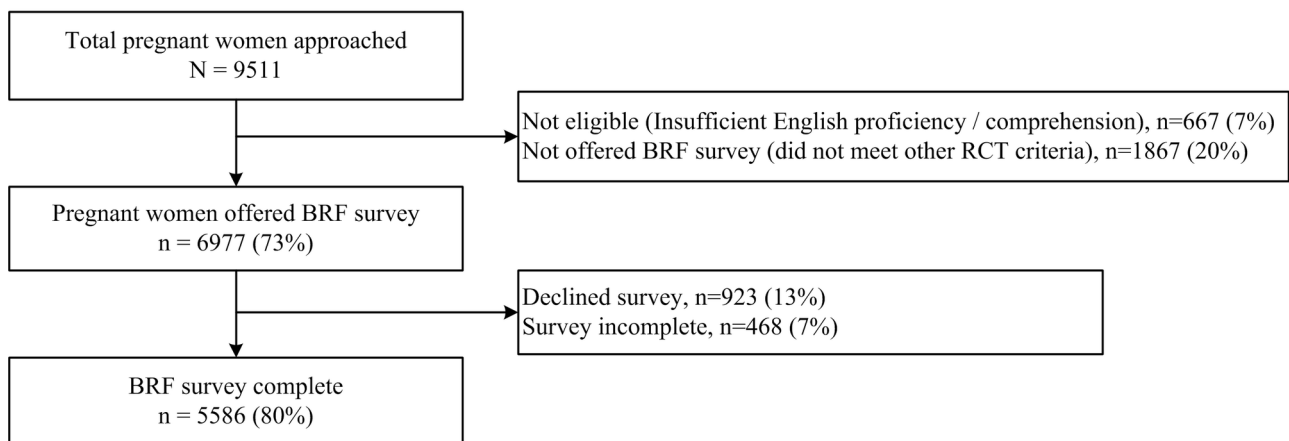 Total pregnant women approached
N = 9511
Not eligible (Insufficient English proficiency / comprehension), n=667 (7%)
Not offered BRF survey (did not meet other RCT criteria), n=1867 (20%)
Pregnant women offered BRF survey
n = 6977 (73%)
Declined survey, n=923 (13%)
Survey incomplete, n=468 (7%)
BRF survey complete
n = 5586 (80%)